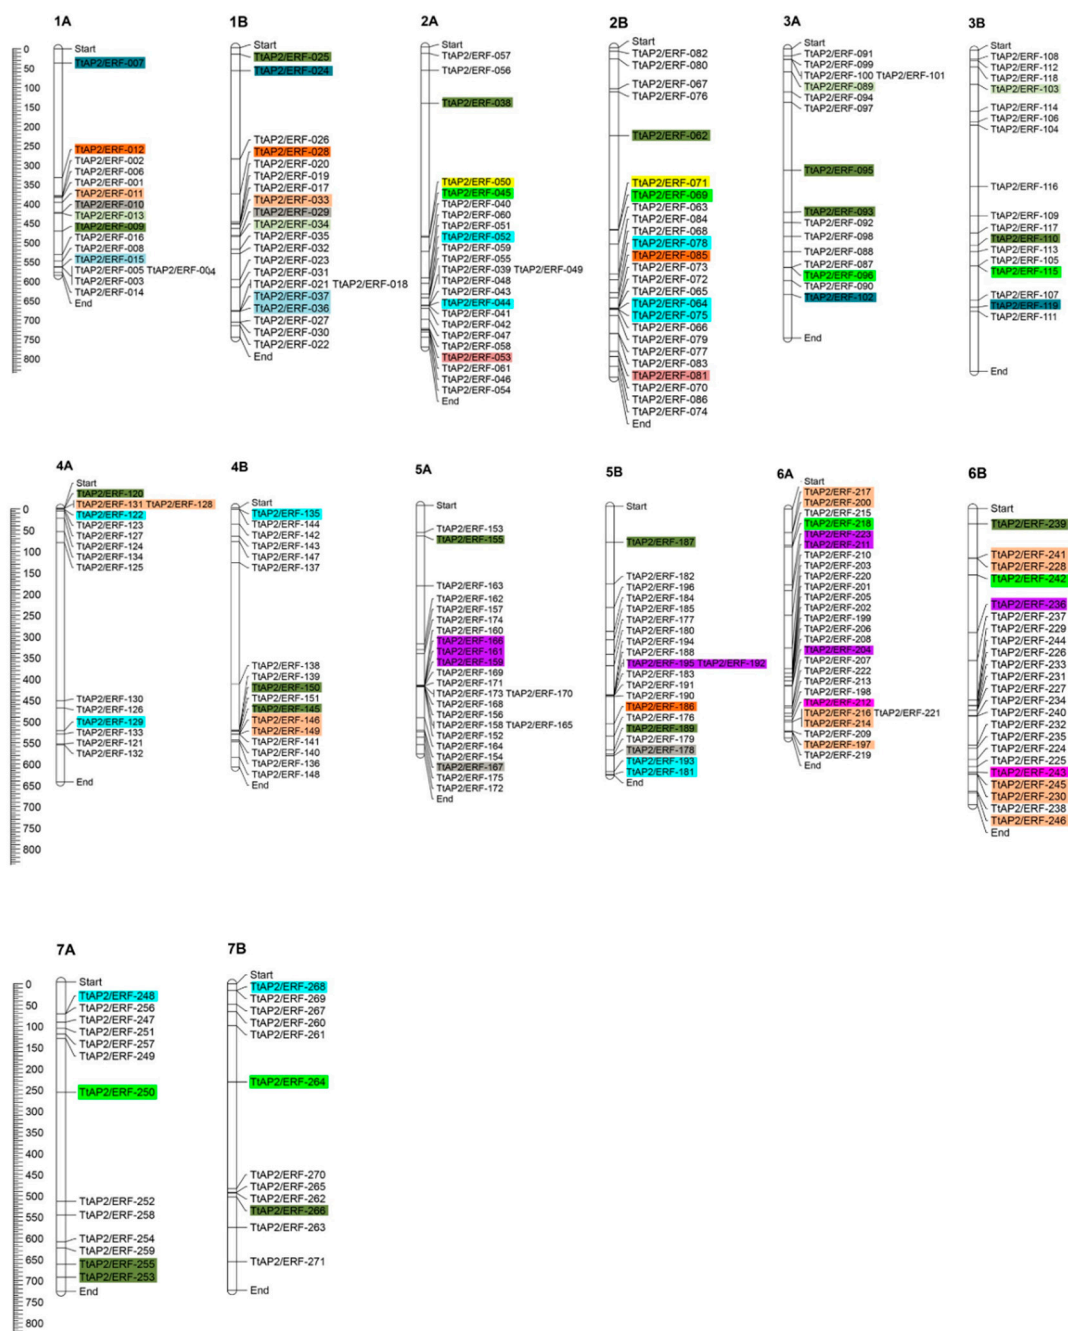 1A
0
50
100
150
200
250
300
350
400
450
500
550
600
650
700
750
800
Start
TtAP2/ERF-007
TtAP2/ERF-012
TtAP2/ERF-002
TtAP2/ERF-006
TtAP2/ERF-001
TtAP2/ERF-011
TtAP2/ERF-010
TtAP2/ERF-013
TtAP2/ERF-009
TtAP2/ERF-016
TtAP2/ERF-008
TtAP2/ERF-015
TtAP2/ERF-005 TtAP2/ERF-004
TtAP2/ERF-003
TtAP2/ERF-014
End
1B
Start
TtAP2/ERF-025
TtAP2/ERF-024
TtAP2/ERF-026
TtAP2/ERF-028
TtAP2/ERF-020
TtAP2/ERF-019
TtAP2/ERF-017
TtAP2/ERF-033
TtAP2/ERF-029
TtAP2/ERF-034
TtAP2/ERF-035
TtAP2/ERF-032
TtAP2/ERF-023
TtAP2/ERF-031
TtAP2/ERF-021 TtAP2/ERF-018
TtAP2/ERF-037
TtAP2/ERF-036
TtAP2/ERF-027
TtAP2/ERF-030
TtAP2/ERF-022
End
2A
Start
TtAP2/ERF-057
TtAP2/ERF-056
TtAP2/ERF-038
TtAP2/ERF-050
TtAP2/ERF-045
TtAP2/ERF-040
TtAP2/ERF-060
TtAP2/ERF-051
TtAP2/ERF-052
TtAP2/ERF-059
TtAP2/ERF-055
TtAP2/ERF-039 TtAP2/ERF-049
TtAP2/ERF-048
TtAP2/ERF-043
TtAP2/ERF-044
TtAP2/ERF-041
TtAP2/ERF-042
TtAP2/ERF-047
TtAP2/ERF-058
TtAP2/ERF-053
TtAP2/ERF-061
TtAP2/ERF-046
TtAP2/ERF-054
End
2B
Start
TtAP2/ERF-082
TtAP2/ERF-080
TtAP2/ERF-067
TtAP2/ERF-076
TtAP2/ERF-062
TtAP2/ERF-071
TtAP2/ERF-069
TtAP2/ERF-063
TtAP2/ERF-084
TtAP2/ERF-068
TtAP2/ERF-078
TtAP2/ERF-085
TtAP2/ERF-073
TtAP2/ERF-072
TtAP2/ERF-065
TtAP2/ERF-064
TtAP2/ERF-075
TtAP2/ERF-066
TtAP2/ERF-079
TtAP2/ERF-077
TtAP2/ERF-083
TtAP2/ERF-081
TtAP2/ERF-070
TtAP2/ERF-086
TtAP2/ERF-074
End
3A
Start
TtAP2/ERF-091
TtAP2/ERF-099
TtAP2/ERF-100 TtAP2/ERF-101
TtAP2/ERF-089
TtAP2/ERF-094
TtAP2/ERF-097
TtAP2/ERF-095
TtAP2/ERF-093
TtAP2/ERF-092
TtAP2/ERF-098
TtAP2/ERF-088
TtAP2/ERF-087
TtAP2/ERF-096
TtAP2/ERF-090
TtAP2/ERF-102
End
3B
Start
TtAP2/ERF-108
TtAP2/ERF-112
TtAP2/ERF-118
TtAP2/ERF-103
TtAP2/ERF-114
TtAP2/ERF-106
TtAP2/ERF-104
TtAP2/ERF-116
TtAP2/ERF-109
TtAP2/ERF-117
TtAP2/ERF-110
TtAP2/ERF-113
TtAP2/ERF-105
TtAP2/ERF-115
TtAP2/ERF-107
TtAP2/ERF-119
TtAP2/ERF-111
End
4A
0
50
100
150
200
250
300
350
400
450
500
550
600
650
700
750
800
Start
TtAP2/ERF-120
TtAP2/ERF-131 TtAP2/ERF-128
TtAP2/ERF-122
TtAP2/ERF-123
TtAP2/ERF-127
TtAP2/ERF-124
TtAP2/ERF-134
TtAP2/ERF-125
TtAP2/ERF-130
TtAP2/ERF-126
TtAP2/ERF-129
TtAP2/ERF-133
TtAP2/ERF-121
TtAP2/ERF-132
End
4B
Start
TtAP2/ERF-135
TtAP2/ERF-144
TtAP2/ERF-142
TtAP2/ERF-143
TtAP2/ERF-147
TtAP2/ERF-137
TtAP2/ERF-138
TtAP2/ERF-139
TtAP2/ERF-150
TtAP2/ERF-151
TtAP2/ERF-145
TtAP2/ERF-146
TtAP2/ERF-149
TtAP2/ERF-141
TtAP2/ERF-140
TtAP2/ERF-136
TtAP2/ERF-148
End
5A
Start
TtAP2/ERF-153
TtAP2/ERF-155
TtAP2/ERF-163
TtAP2/ERF-162
TtAP2/ERF-157
TtAP2/ERF-174
TtAP2/ERF-160
TtAP2/ERF-166
TtAP2/ERF-161
TtAP2/ERF-159
TtAP2/ERF-169
TtAP2/ERF-171
TtAP2/ERF-173 TtAP2/ERF-170
TtAP2/ERF-168
TtAP2/ERF-156
TtAP2/ERF-158 TtAP2/ERF-165
TtAP2/ERF-152
TtAP2/ERF-164
TtAP2/ERF-154
TtAP2/ERF-167
TtAP2/ERF-175
TtAP2/ERF-172
End
5B
Start
TtAP2/ERF-187
TtAP2/ERF-182
TtAP2/ERF-196
TtAP2/ERF-184
TtAP2/ERF-185
TtAP2/ERF-177
TtAP2/ERF-180
TtAP2/ERF-194
TtAP2/ERF-188
TtAP2/ERF-195 TtAP2/ERF-192
TtAP2/ERF-183
TtAP2/ERF-191
TtAP2/ERF-190
TtAP2/ERF-186
TtAP2/ERF-176
TtAP2/ERF-189
TtAP2/ERF-179
TtAP2/ERF-178
TtAP2/ERF-193
TtAP2/ERF-181
End
6A
Start
TtAP2/ERF-217
TtAP2/ERF-200
TtAP2/ERF-215
TtAP2/ERF-218
TtAP2/ERF-223
TtAP2/ERF-211
TtAP2/ERF-210
TtAP2/ERF-203
TtAP2/ERF-220
TtAP2/ERF-201
TtAP2/ERF-205
TtAP2/ERF-202
TtAP2/ERF-199
TtAP2/ERF-206
TtAP2/ERF-208
TtAP2/ERF-204
TtAP2/ERF-207
TtAP2/ERF-222
TtAP2/ERF-213
TtAP2/ERF-198
TtAP2/ERF-212
TtAP2/ERF-216 TtAP2/ERF-221
TtAP2/ERF-214
TtAP2/ERF-209
TtAP2/ERF-197
TtAP2/ERF-219
End
6B
Start
TtAP2/ERF-239
TtAP2/ERF-241
TtAP2/ERF-228
TtAP2/ERF-242
TtAP2/ERF-236
TtAP2/ERF-237
TtAP2/ERF-229
TtAP2/ERF-244
TtAP2/ERF-226
TtAP2/ERF-233
TtAP2/ERF-231
TtAP2/ERF-227
TtAP2/ERF-234
TtAP2/ERF-240
TtAP2/ERF-232
TtAP2/ERF-235
TtAP2/ERF-224
TtAP2/ERF-225
TtAP2/ERF-243
TtAP2/ERF-245
TtAP2/ERF-230
TtAP2/ERF-238
TtAP2/ERF-246
End
7A
0
50
100
150
200
250
300
350
400
450
500
550
600
650
700
750
800
Start
TtAP2/ERF-248
TtAP2/ERF-256
TtAP2/ERF-247
TtAP2/ERF-251
TtAP2/ERF-257
TtAP2/ERF-249
TtAP2/ERF-250
TtAP2/ERF-252
TtAP2/ERF-258
TtAP2/ERF-254
TtAP2/ERF-259
TtAP2/ERF-255
TtAP2/ERF-253
End
7B
Start
TtAP2/ERF-268
TtAP2/ERF-269
TtAP2/ERF-267
TtAP2/ERF-260
TtAP2/ERF-261
TtAP2/ERF-264
TtAP2/ERF-270
TtAP2/ERF-265
TtAP2/ERF-262
TtAP2/ERF-266
TtAP2/ERF-263
TtAP2/ERF-271
End